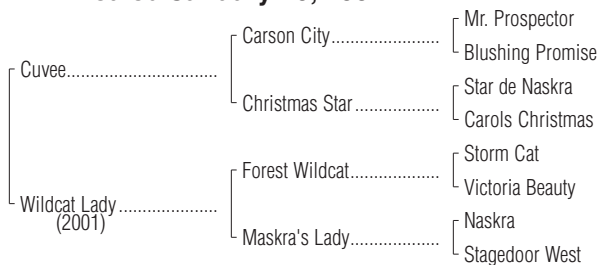 Mr. Prospector
Carson City
Blushing Promise
Cuvee
Star de Naskra
Christmas Star
Carols Christmas
Storm Cat
Forest Wildcat
Victoria Beauty
Wildcat Lady
(2001)
Naskra
Maskra's Lady
Stagedoor West